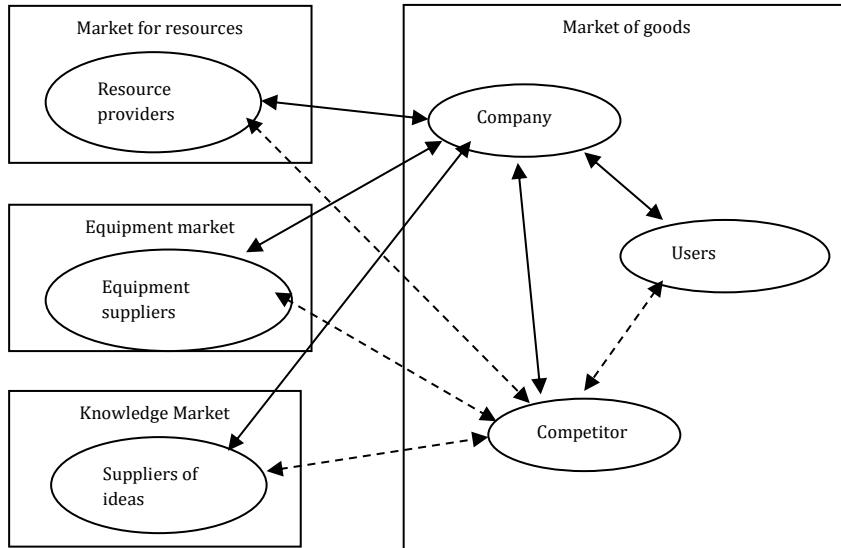 Market for resources
Resource
providers
Equipment market
Equipment
suppliers
Knowledge Market
Suppliers of
ideas
Market of goods
Company
Users
Competitor